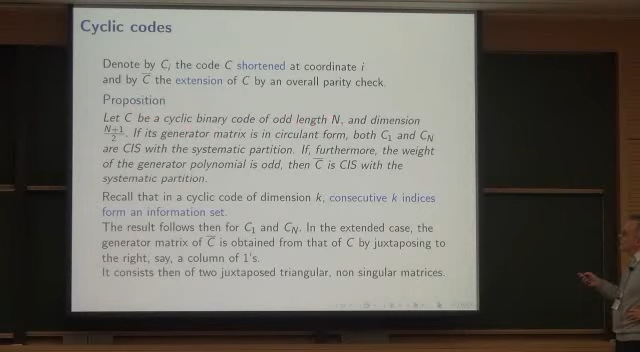 Cyclic codes
Denote by C_i the code C shortened at coordinate i
and by C̅ the extension of C by an overall parity check.
Proposition
Let C be a cyclic binary code of odd length N, and dimension
(N+1)/2. If its generator matrix is in circulant form, both C_1 and C_N
are CIS with the systematic partition. If, furthermore, the weight
of the generator polynomial is odd, then C̅ is CIS with the
systematic partition.
Recall that in a cyclic code of dimension k, consecutive k indices
form an information set.
The result follows then for C_1 and C_N. In the extended case, the
generator matrix of C̅ is obtained from that of C by juxtaposing to
the right, say, a column of 1's.
It consists then of two juxtaposed triangular, non singular matrices.